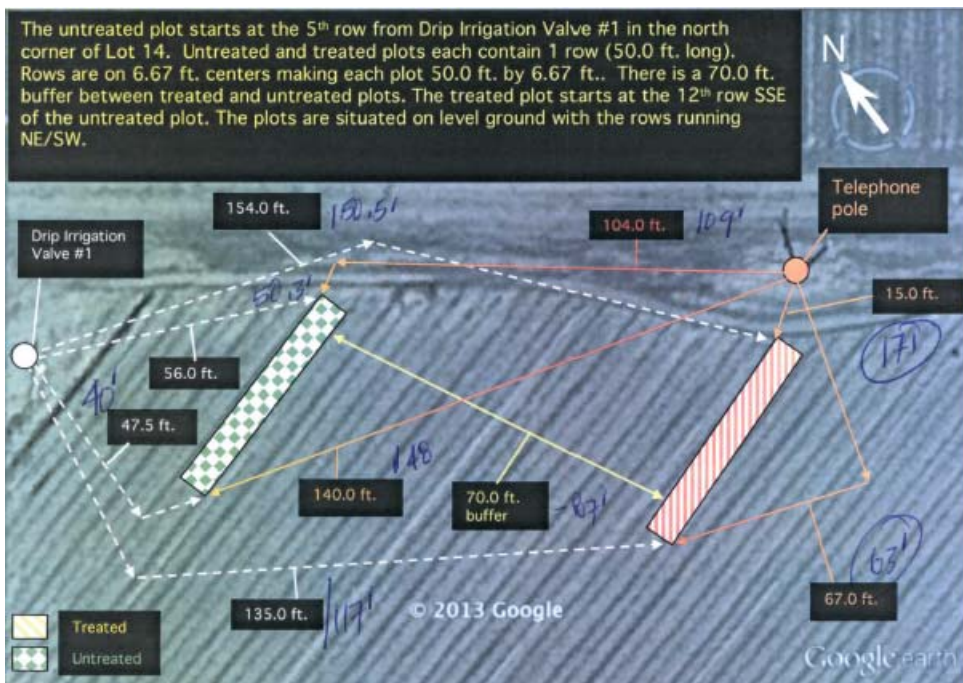 The untreated plot starts at the 5th row from Drip Irrigation Valve #1 in the north
corner of Lot 14. Untreated and treated plots each contain 1 row (50.0 ft. long).
Rows are on 6.67 ft. centers making each plot 50.0 ft. by 6.67 ft.. There is a 70.0 ft.
buffer between treated and untreated plots. The treated plot starts at the 12th row SSE
of the untreated plot. The plots are situated on level ground with the rows running
NE/SW.
N
154.0 ft.
150.5'
104.0 ft.
109'
Telephone
pole
Drip Irrigation
Valve #1
50.3'
15.0 ft.
56.0 ft.
40'
47.5 ft.
140.0 ft.
148
70.0 ft.
buffer
63'
135.0 ft.
117'
67.0 ft.
© 2013 Google
Treated
Untreated
Google earth